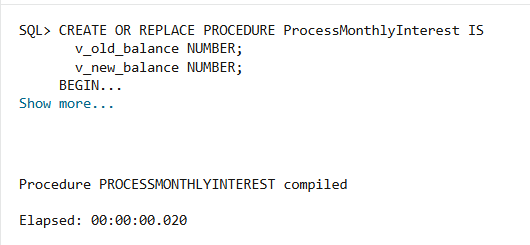 SQL> CREATE OR REPLACE PROCEDURE ProcessMonthlyInterest IS
v_old_balance NUMBER;
v_new_balance NUMBER;
BEGIN...
Show more...
Procedure PROCESSMONTHLYINTEREST compiled
Elapsed: 00:00:00.020